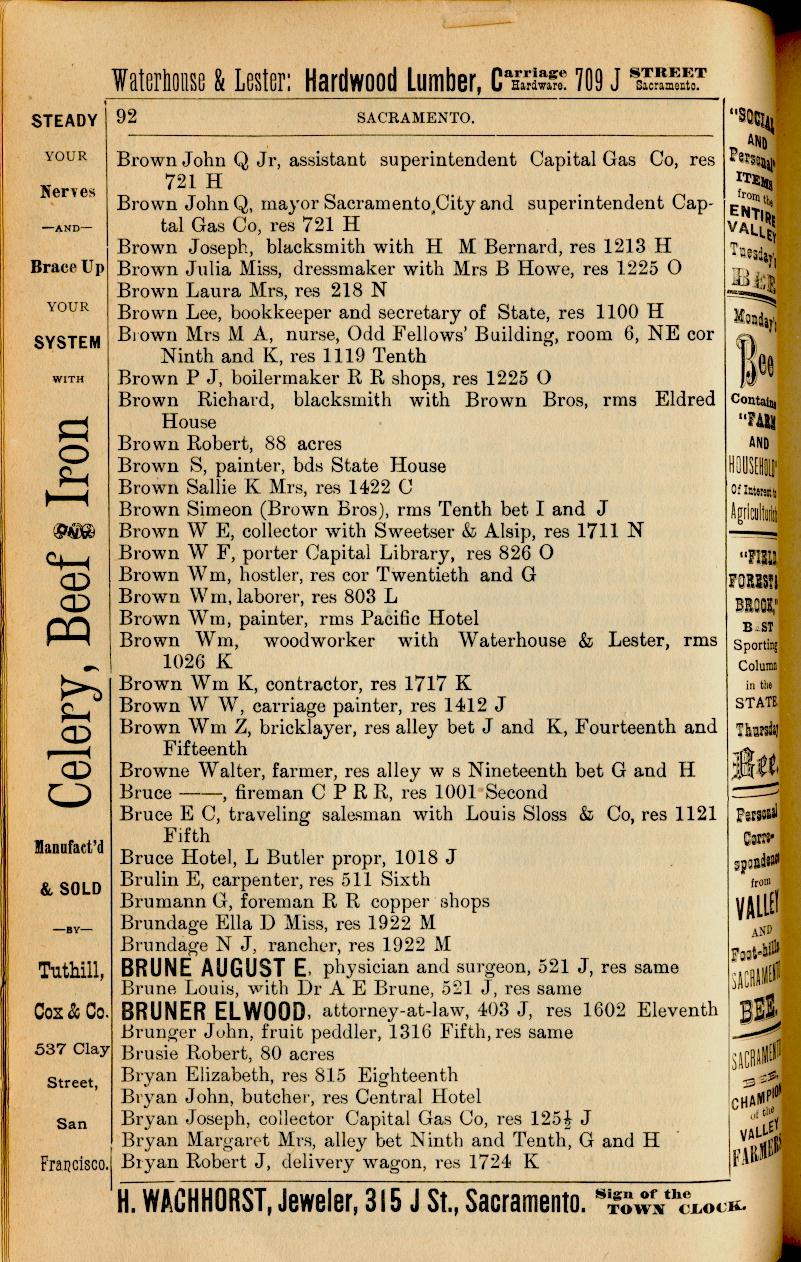 Waterhouse & Lester: Hardwood Lumber, Carriage Hardware. 709 J STREET Sacramento.
92 SACRAMENTO.
Brown John Q Jr, assistant superintendent Capital Gas Co, res
721 H
Brown John Q, mayor Sacramento City and superintendent Cap-
tal Gas Co, res 721 H
Brown Joseph, blacksmith with H M Bernard, res 1213 H
Brown Julia Miss, dressmaker with Mrs B Howe, res 1225 O
Brown Laura Mrs, res 218 N
Brown Lee, bookkeeper and secretary of State, res 1100 H
Brown Mrs M A, nurse, Odd Fellows' Building, room 6, NE cor
Ninth and K, res 1119 Tenth
Brown P J, boilermaker R R shops, res 1225 O
Brown Richard, blacksmith with Brown Bros, rms Eldred
House
Brown Robert, 88 acres
Brown S, painter, bds State House
Brown Sallie K Mrs, res 1422 C
Brown Simeon (Brown Bros), rms Tenth bet I and J
Brown W E, collector with Sweetser & Alsip, res 1711 N
Brown W F, porter Capital Library, res 826 O
Brown Wm, hostler, res cor Twentieth and G
Brown Wm, laborer, res 803 L
Brown Wm, painter, rms Pacific Hotel
Brown Wm, woodworker with Waterhouse & Lester, rms
1026 K
Brown Wm K, contractor, res 1717 K
Brown W W, carriage painter, res 1412 J
Brown Wm Z, bricklayer, res alley bet J and K, Fourteenth and
Fifteenth
Browne Walter, farmer, res alley w s Nineteenth bet G and H
Bruce ——, fireman C P R R, res 1001 Second
Bruce E C, traveling salesman with Louis Sloss & Co, res 1121
Fifth
Bruce Hotel, L Butler propr, 1018 J
Brulin E, carpenter, res 511 Sixth
Brumann G, foreman R R copper shops
Brundage Ella D Miss, res 1922 M
Brundage N J, rancher, res 1922 M
BRUNE AUGUST E, physician and surgeon, 521 J, res same
Brune Louis, with Dr A E Brune, 521 J, res same
BRUNER ELWOOD, attorney-at-law, 403 J, res 1602 Eleventh
Brunger John, fruit peddler, 1316 Fifth, res same
Brusie Robert, 80 acres
Bryan Elizabeth, res 815 Eighteenth
Bryan John, butcher, res Central Hotel
Bryan Joseph, collector Capital Gas Co, res 125½ J
Bryan Margaret Mrs, alley bet Ninth and Tenth, G and H
Bryan Robert J, delivery wagon, res 1724 K
H. WACHHORST, Jeweler, 315 J St., Sacramento. Sign of the TOWN CLOCK.
STEADY
YOUR
Nerves
—AND—
Brace Up
YOUR
SYSTEM
WITH
Celery, Beef and Iron
Manufact'd
& SOLD
—BY—
Tuthill,
Cox & Co.
537 Clay
Street,
San
Francisco.
"SOCIAL
AND
Personal"
ITEMS
from the
ENTIRE
VALLEY
Tuesday's
BEE
Monday's
Bee
Contains
"FARM
AND
HOUSEHOLD"
Of Interest to
Agriculturist
"FIELD,
FOREST &
BROOK,"
BEST
Sporting
Column
in the
STATE
Thursday
Bee.
Personal
Corre-
spondence
from
VALLEY
AND
Foot-hills
SACRAMENTO
BEE.
SACRAMENTO
BEE
CHAMPION
of the
VALLEY
FARMERS